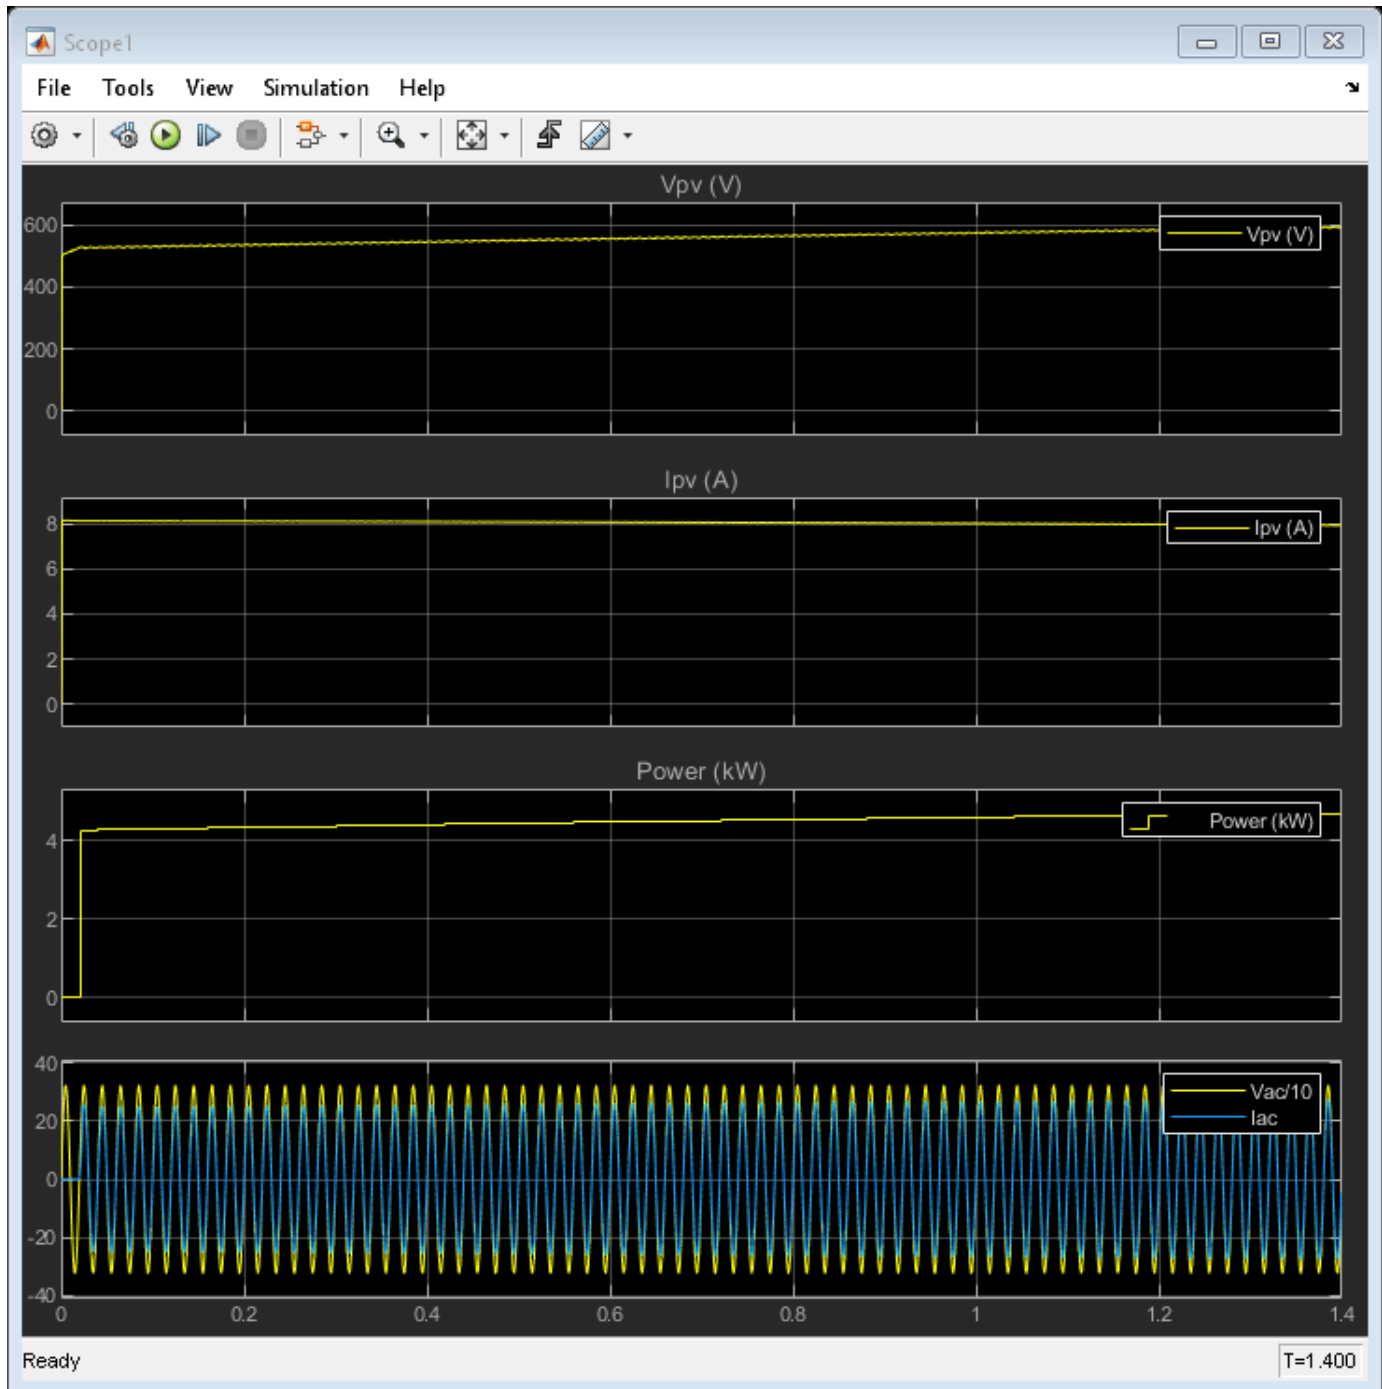 Scope1
File Tools View Simulation Help
Vpv (V)
600
400
200
0
Vpv (V)
Ipv (A)
8
6
4
2
0
Ipv (A)
Power (kW)
4
2
0
Power (kW)
40
20
0
-20
-40
Vac/10
Iac
0 0.2 0.4 0.6 0.8 1 1.2 1.4
Ready T=1.400